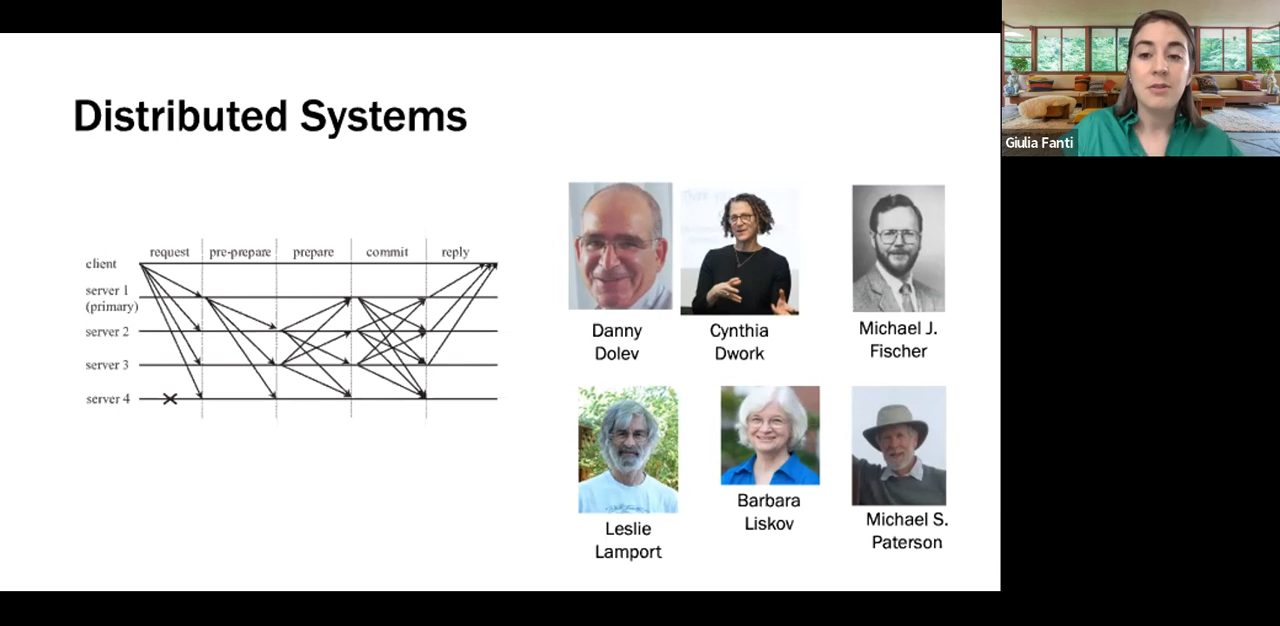 Distributed Systems
request pre-prepare prepare commit reply
client
server 1
(primary)
server 2
server 3
server 4
Danny
Dolev
Cynthia
Dwork
Michael J.
Fischer
Leslie
Lamport
Barbara
Liskov
Michael S.
Paterson
Giulia Fanti